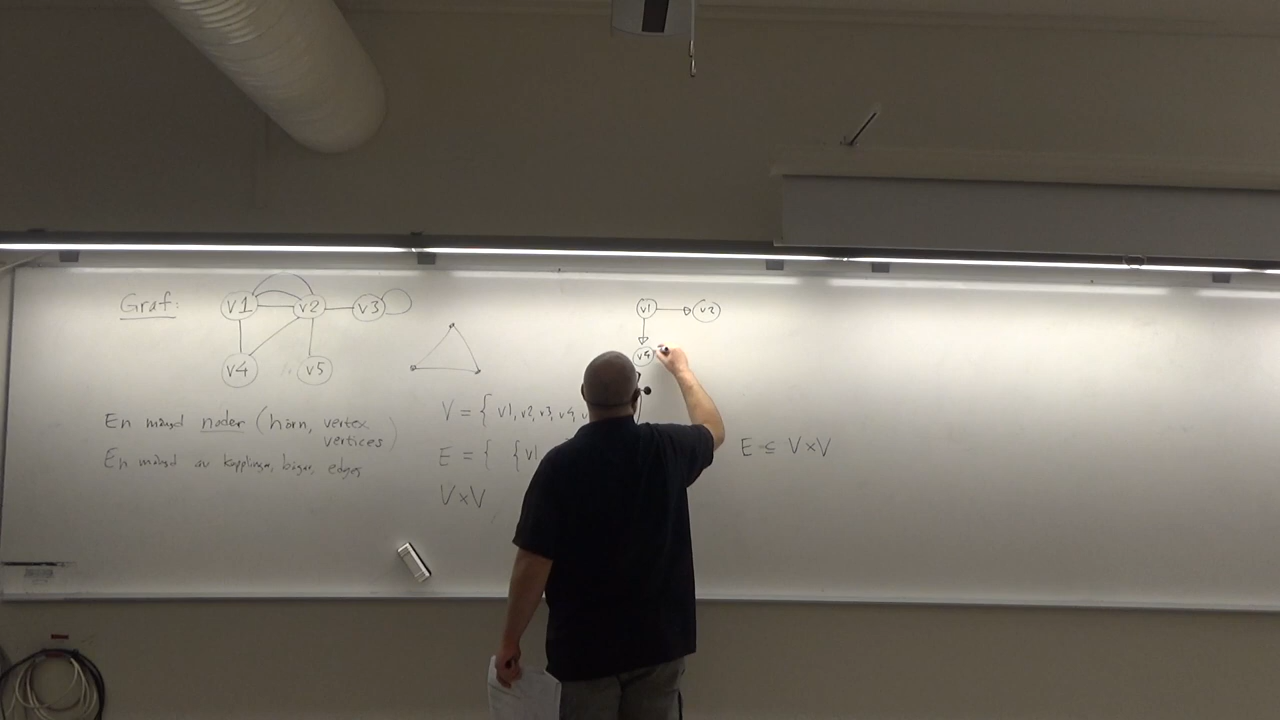 Graf:
v1 v2 v3
v4 v5
En mängd noder (hörn, vertex
vertices)
En mängd av kopplingar, bågar, edges
V = { v1, v2, v3, v4, v
E = { {v1
V×V
v1 v2
v4
E ⊆ V×V